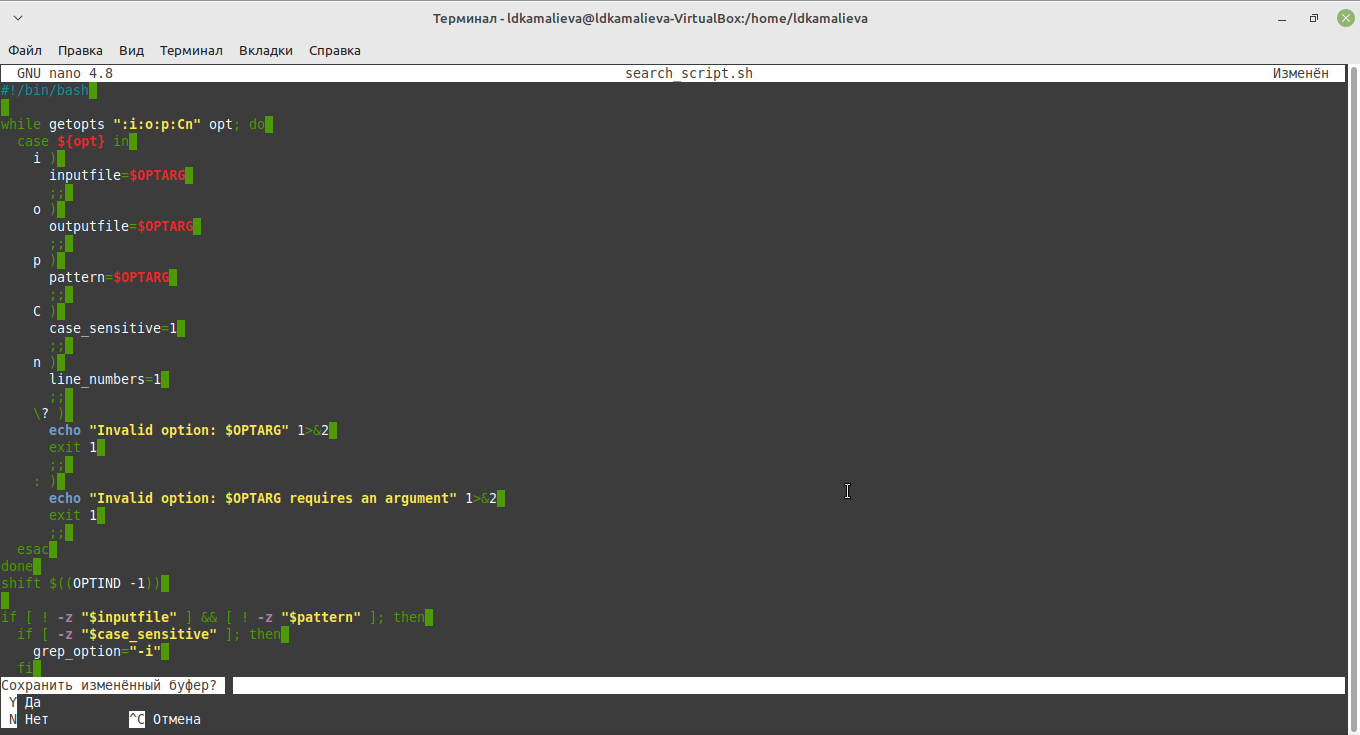 Терминал - ldkamalieva@ldkamalieva-VirtualBox:/home/ldkamalieva
Файл Правка Вид Терминал Вкладки Справка
GNU nano 4.8 search_script.sh Изменён
#!/bin/bash

while getopts ":i:o:p:Cn" opt; do
  case ${opt} in
    i )
      inputfile=$OPTARG
      ;;
    o )
      outputfile=$OPTARG
      ;;
    p )
      pattern=$OPTARG
      ;;
    C )
      case_sensitive=1
      ;;
    n )
      line_numbers=1
      ;;
    \? )
      echo "Invalid option: $OPTARG" 1>&2
      exit 1
      ;;
    : )
      echo "Invalid option: $OPTARG requires an argument" 1>&2
      exit 1
      ;;
  esac
done
shift $((OPTIND -1))

if [ ! -z "$inputfile" ] && [ ! -z "$pattern" ]; then
  if [ -z "$case_sensitive" ]; then
    grep_option="-i"
  fi
Сохранить изменённый буфер?
Y Да
N Нет ^C Отмена